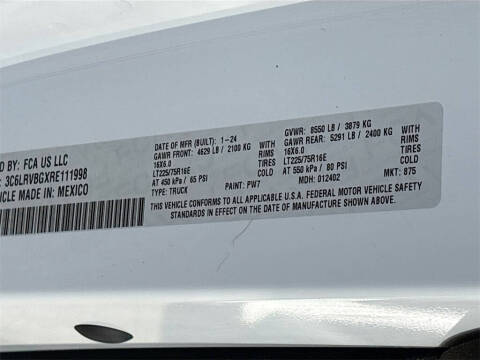 D BY: FCA US LLC
: 3C6LRVBGXRE111998
HICLE MADE IN: MEXICO
DATE OF MFR (BUILT): 1-24
GAWR FRONT: 4629 LB / 2100 KG
16X6.0 WITH RIMS
LT225/75R16E TIRES
AT 450 kPa / 65 PSI COLD
TYPE: TRUCK PAINT: PW7
GVWR: 8550 LB / 3879 KG
GAWR REAR: 5291 LB / 2400 KG
16X6.0 WITH RIMS
LT225/75R16E TIRES
AT 550 kPa / 80 PSI COLD
MDH: 012402 MKT: 875
THIS VEHICLE CONFORMS TO ALL APPLICABLE U.S.A. FEDERAL MOTOR VEHICLE SAFETY
STANDARDS IN EFFECT ON THE DATE OF MANUFACTURE SHOWN ABOVE.